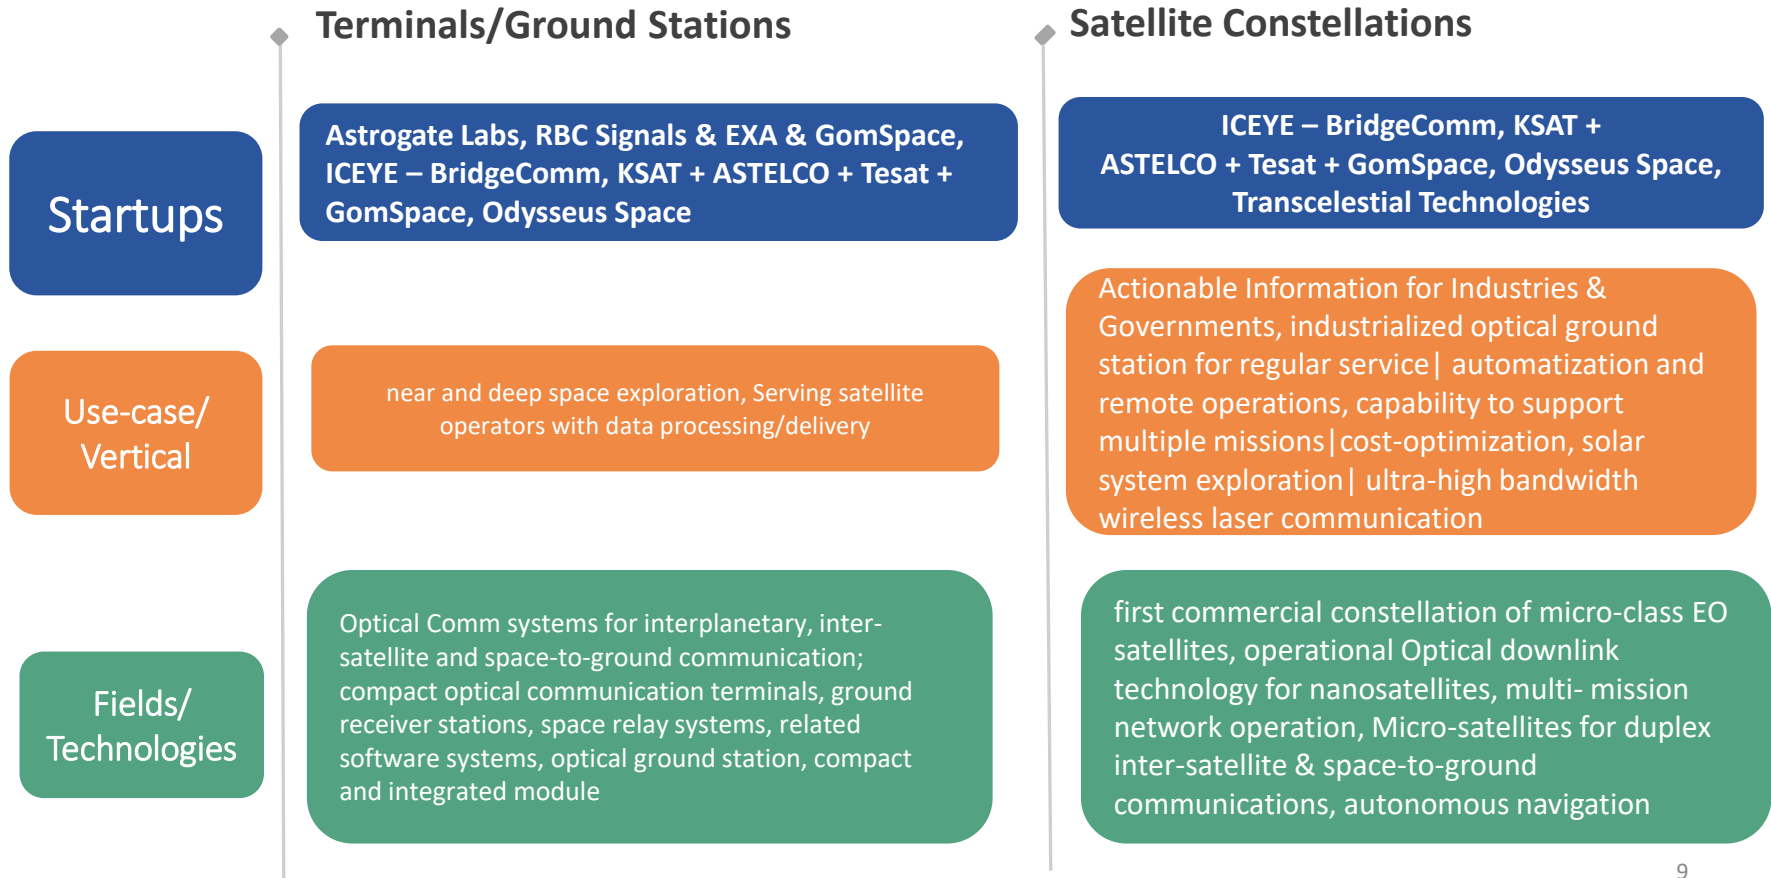 Terminals/Ground Stations
Satellite Constellations
Startups
Astrogate Labs, RBC Signals & EXA & GomSpace,
ICEYE – BridgeComm, KSAT + ASTELCO + Tesat +
GomSpace, Odysseus Space
ICEYE – BridgeComm, KSAT +
ASTELCO + Tesat + GomSpace, Odysseus Space,
Transcelestial Technologies
Use-case/
Vertical
near and deep space exploration, Serving satellite
operators with data processing/delivery
Actionable Information for Industries &
Governments, industrialized optical ground
station for regular service| automatization and
remote operations, capability to support
multiple missions|cost-optimization, solar
system exploration| ultra-high bandwidth
wireless laser communication
Fields/
Technologies
Optical Comm systems for interplanetary, inter-
satellite and space-to-ground communication;
compact optical communication terminals, ground
receiver stations, space relay systems, related
software systems, optical ground station, compact
and integrated module
first commercial constellation of micro-class EO
satellites, operational Optical downlink
technology for nanosatellites, multi- mission
network operation, Micro-satellites for duplex
inter-satellite & space-to-ground
communications, autonomous navigation
9